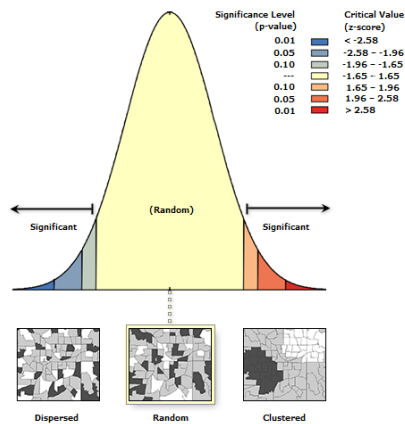 Significance Level Critical Value
(p-value) (z-score)
0.01 < -2.58
0.05 -2.58 – -1.96
0.10 -1.96 – -1.65
--- -1.65 – 1.65
0.10 1.65 – 1.96
0.05 1.96 – 2.58
0.01 > 2.58
(Random)
Significant Significant
Dispersed Random Clustered